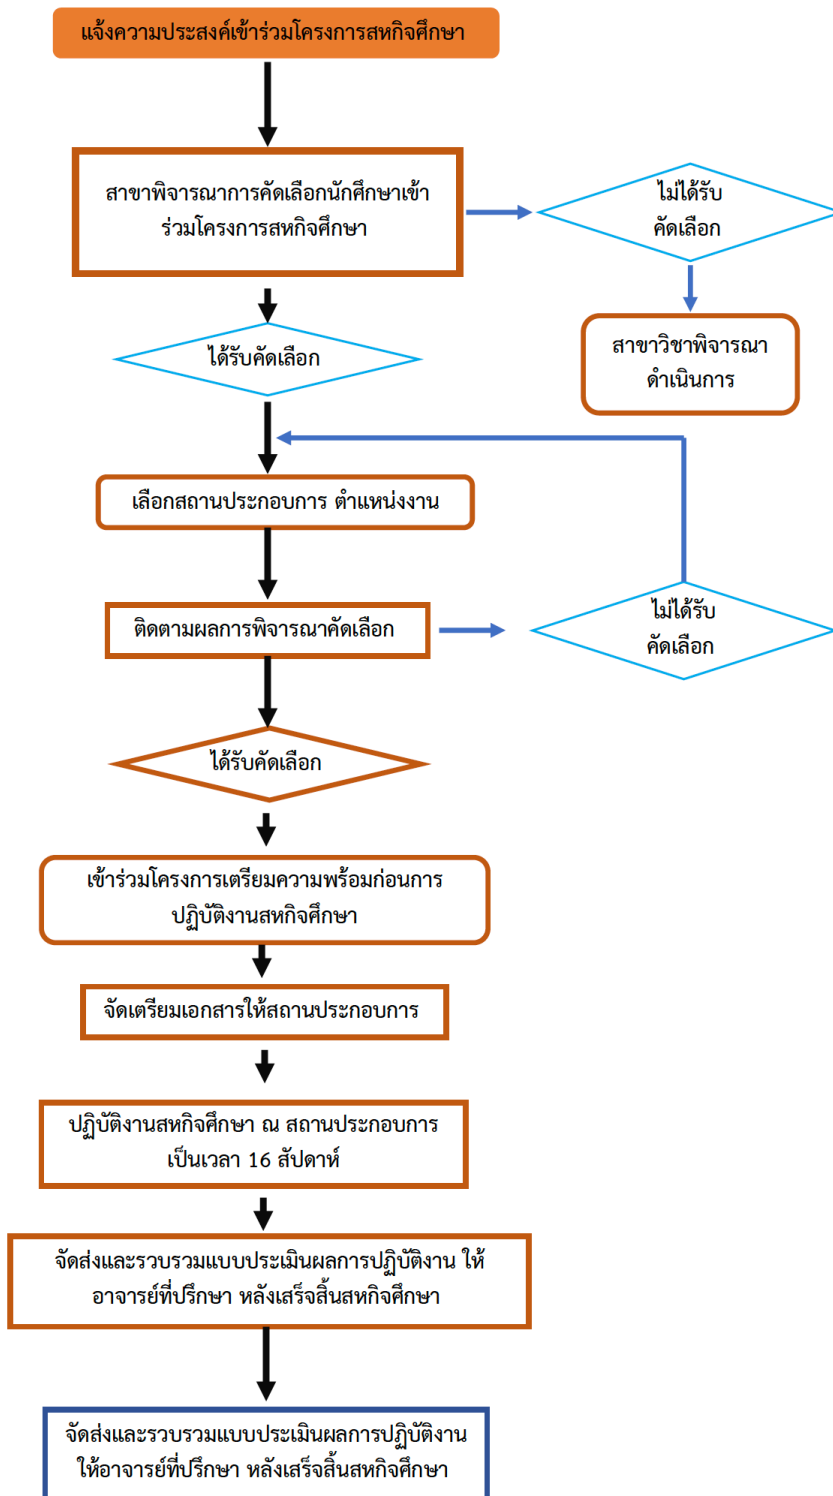 แจ้งความประสงค์เข้าร่วมโครงการสหกิจศึกษา
สาขาพิจารณาการคัดเลือกนักศึกษาเข้า
ร่วมโครงการสหกิจศึกษา
ไม่ได้รับ
คัดเลือก
ได้รับคัดเลือก
สาขาวิชาพิจารณา
ดำเนินการ
เลือกสถานประกอบการ ตำแหน่งงาน
ติดตามผลการพิจารณาคัดเลือก
ไม่ได้รับ
คัดเลือก
ได้รับคัดเลือก
เข้าร่วมโครงการเตรียมความพร้อมก่อนการ
ปฏิบัติงานสหกิจศึกษา
จัดเตรียมเอกสารให้สถานประกอบการ
ปฏิบัติงานสหกิจศึกษา ณ สถานประกอบการ
เป็นเวลา 16 สัปดาห์
จัดส่งและรวบรวมแบบประเมินผลการปฏิบัติงาน ให้
อาจารย์ที่ปรึกษา หลังเสร็จสิ้นสหกิจศึกษา
จัดส่งและรวบรวมแบบประเมินผลการปฏิบัติงาน
ให้อาจารย์ที่ปรึกษา หลังเสร็จสิ้นสหกิจศึกษา